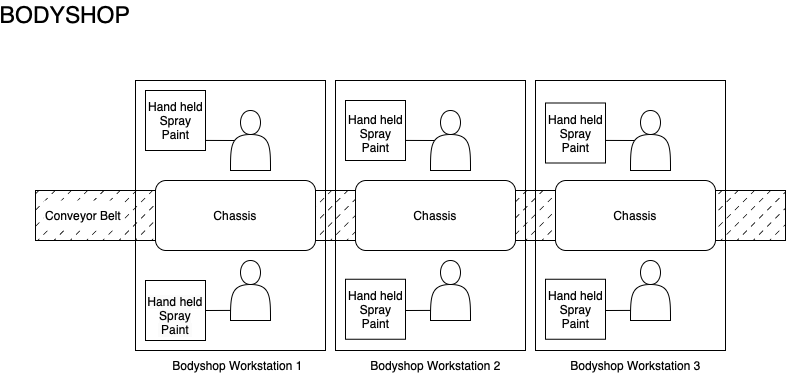 BODYSHOP
Hand held
Spray
Paint
Hand held
Spray
Paint
Hand held
Spray
Paint
Conveyor Belt
Chassis
Chassis
Chassis
Hand held
Spray
Paint
Hand held
Spray
Paint
Hand held
Spray
Paint
Bodyshop Workstation 1
Bodyshop Workstation 2
Bodyshop Workstation 3